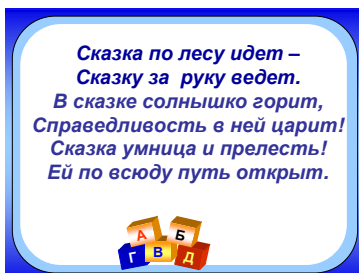 Сказка по лесу идет –
Сказку за руку ведет.
В сказке солнышко горит,
Справедливость в ней царит!
Сказка умница и прелесть!
Ей по всюду путь открыт.
А Б
Г В Д